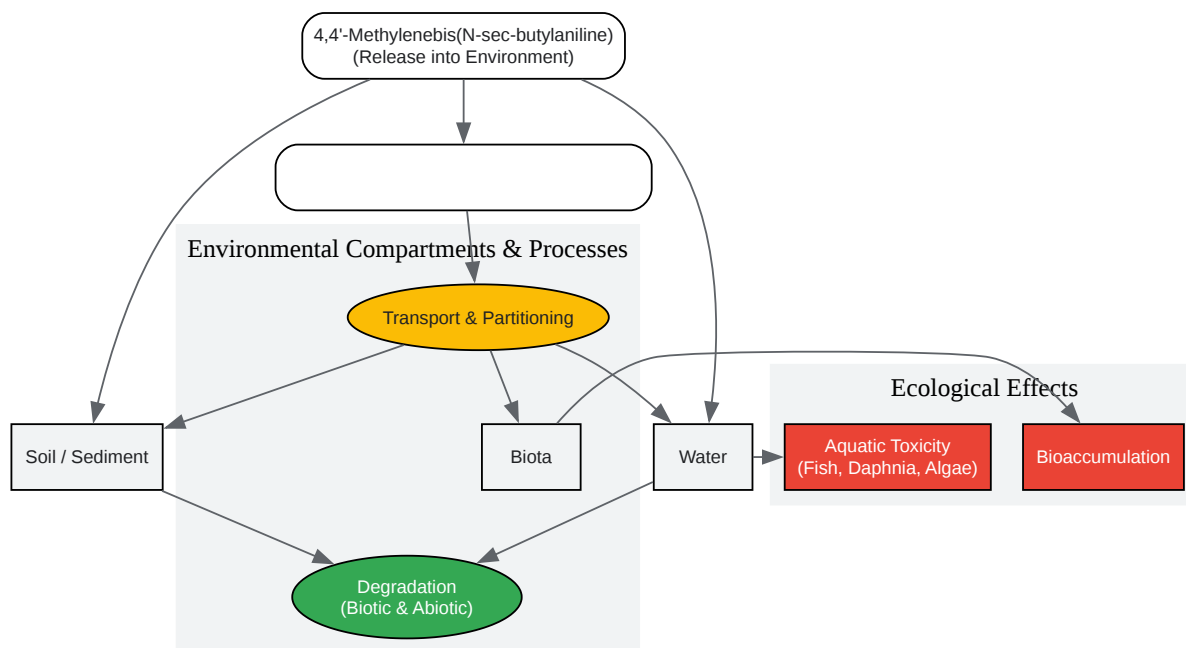 4,4'-Methylenebis(N-sec-butylaniline)
(Release into Environment)
Environmental Compartments & Processes
Transport & Partitioning
Ecological Effects
Soil / Sediment
Biota
Water
Aquatic Toxicity
(Fish, Daphnia, Algae)
Bioaccumulation
Degradation
(Biotic & Abiotic)